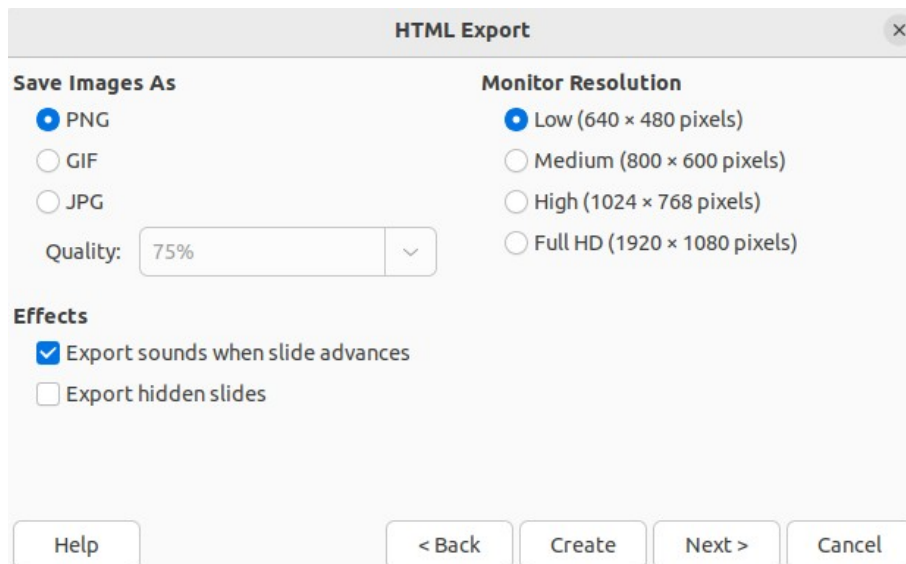 HTML Export
Save Images As
PNG
GIF
JPG
Quality: 75%
Monitor Resolution
Low (640 × 480 pixels)
Medium (800 × 600 pixels)
High (1024 × 768 pixels)
Full HD (1920 × 1080 pixels)
Effects
Export sounds when slide advances
Export hidden slides
Help < Back Create Next > Cancel